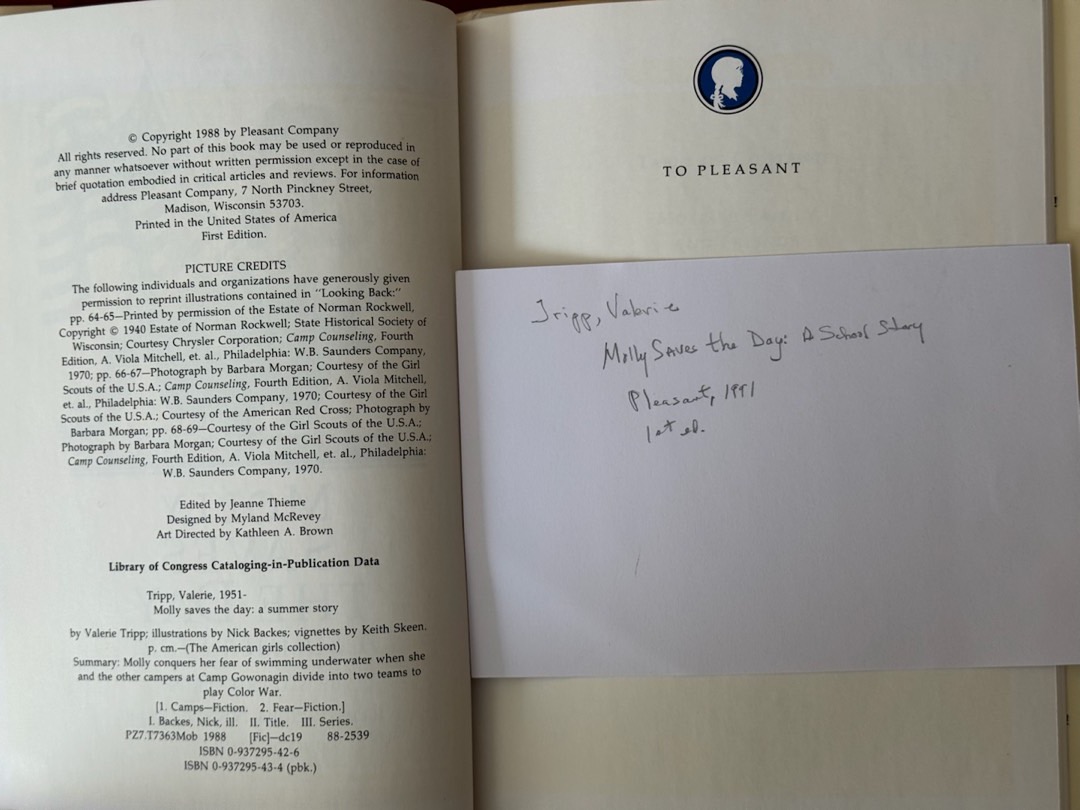 © Copyright 1988 by Pleasant Company
All rights reserved. No part of this book may be used or reproduced in
any manner whatsoever without written permission except in the case of
brief quotation embodied in critical articles and reviews. For information
address Pleasant Company, 7 North Pinckney Street,
Madison, Wisconsin 53703.
Printed in the United States of America
First Edition.
PICTURE CREDITS
The following individuals and organizations have generously given
permission to reprint illustrations contained in "Looking Back:"
pp. 64-65—Printed by permission of the Estate of Norman Rockwell,
Copyright © 1940 Estate of Norman Rockwell; State Historical Society of
Wisconsin; Courtesy Chrysler Corporation; Camp Counseling, Fourth
Edition, A. Viola Mitchell, et. al., Philadelphia: W.B. Saunders Company,
1970; pp. 66-67—Photograph by Barbara Morgan; Courtesy of the Girl
Scouts of the U.S.A.; Camp Counseling, Fourth Edition, A. Viola Mitchell,
et. al., Philadelphia: W.B. Saunders Company, 1970; Courtesy of the Girl
Scouts of the U.S.A.; Courtesy of the American Red Cross; Photograph by
Barbara Morgan; pp. 68-69—Courtesy of the Girl Scouts of the U.S.A.;
Photograph by Barbara Morgan; Courtesy of the Girl Scouts of the U.S.A.;
Camp Counseling, Fourth Edition, A. Viola Mitchell, et. al., Philadelphia:
W.B. Saunders Company, 1970.
Edited by Jeanne Thieme
Designed by Myland McRevey
Art Directed by Kathleen A. Brown
Library of Congress Cataloging-in-Publication Data
Tripp, Valerie, 1951-
Molly saves the day: a summer story
by Valerie Tripp; illustrations by Nick Backes; vignettes by Keith Skeen.
p. cm.—(The American girls collection)
Summary: Molly conquers her fear of swimming underwater when she
and the other campers at Camp Gowonagin divide into two teams to
play Color War.
[1. Camps—Fiction. 2. Fear—Fiction.]
I. Backes, Nick, ill. II. Title. III. Series.
PZ7.T7363Mob 1988 [Fic]—dc19 88-2539
ISBN 0-937295-42-6
ISBN 0-937295-43-4 (pbk.)
TO PLEASANT
Tripp, Valerie
Molly Saves the Day: A School Story
Pleasant, 1991
1st ed.